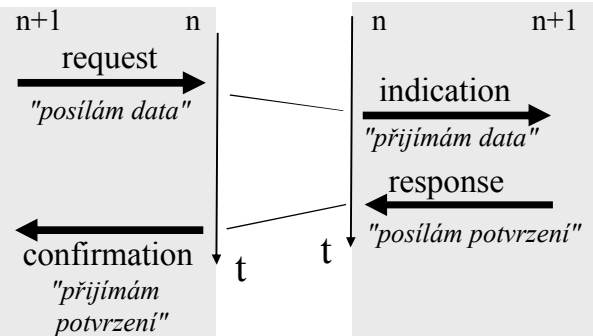 n+1 n
request
"posílám data"
confirmation
"přijímám
potvrzení"
t
n n+1
indication
"přijímám data"
response
"posílám potvrzení"
t